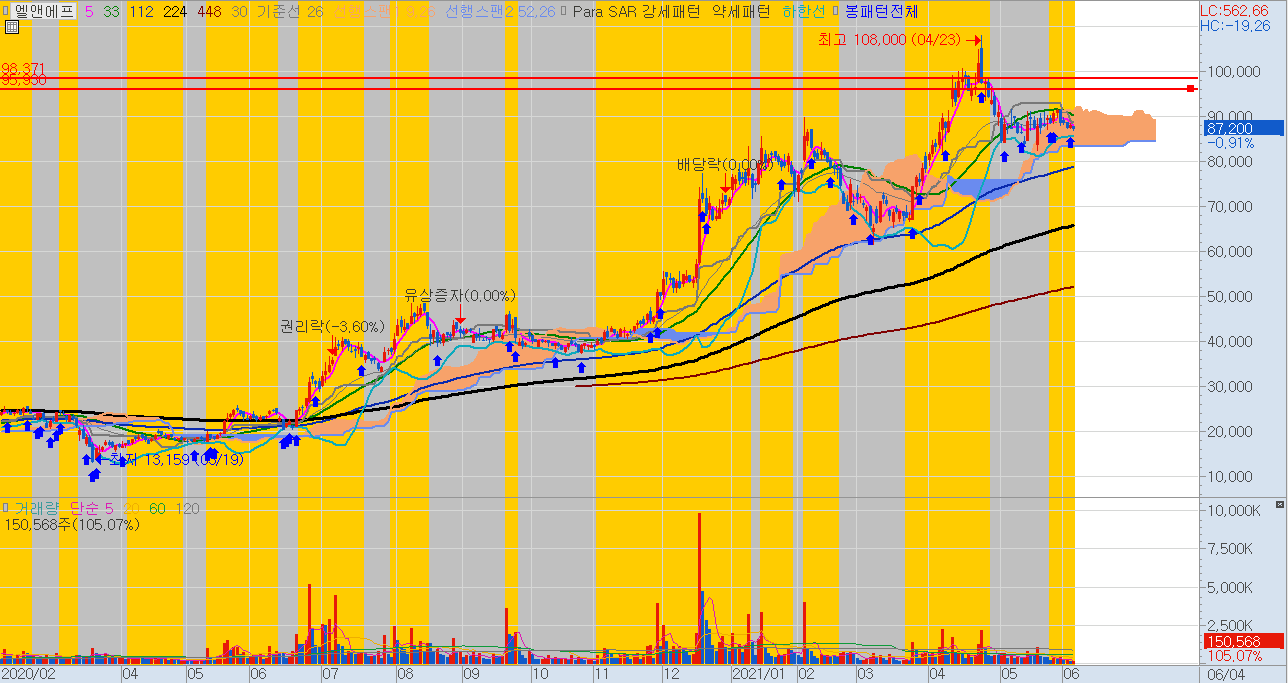 엘앤에프 5 33 112 224 448 30 기준선 26 선행스팬1 9,26 선행스팬2 52,26 Para SAR 강세패턴 약세패턴 하한선 봉패턴전체
LC:562,66
HC:-19,26
최고 108,000 (04/23)
98,371
95,950
100,000
90,000
87,200
-0,91%
80,000
70,000
60,000
50,000
40,000
30,000
20,000
10,000
배당락(0,00%)
유상증자(0,00%)
권리락(-3,60%)
최저 13,159 (03/19)
거래량 단순 5 20 60 120
150,568주(105,07%)
10,000K
7,500K
5,000K
2,500K
150,568
105,07%
2020/02 04 05 06 07 08 09 10 11 12 2021/01 02 03 04 05 06 06/04